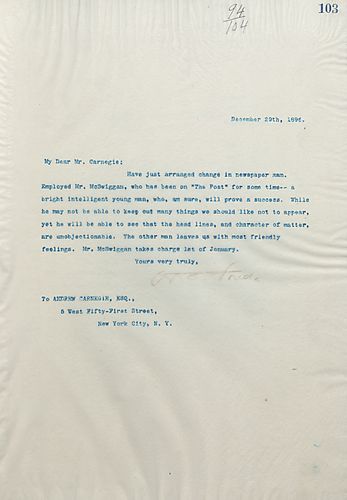 94
104
103
December 29th, 1896.
My Dear Mr. Carnegie:
Have just arranged change in newspaper man.
Employed Mr. McSwiggan, who has been on "The Post" for some time-- a
bright intelligent young man, who, am sure, will prove a success. While
he may not be able to keep out many things we should like not to appear,
yet he will be able to see that the head lines, and character of matter,
are unobjectionable. The other man leaves us with most friendly
feelings. Mr. McSwiggan takes charge 1st of January.
Yours very truly,
To ANDREW CARNEGIE, ESQ.,
5 West Fifty-First Street,
New York City, N. Y.